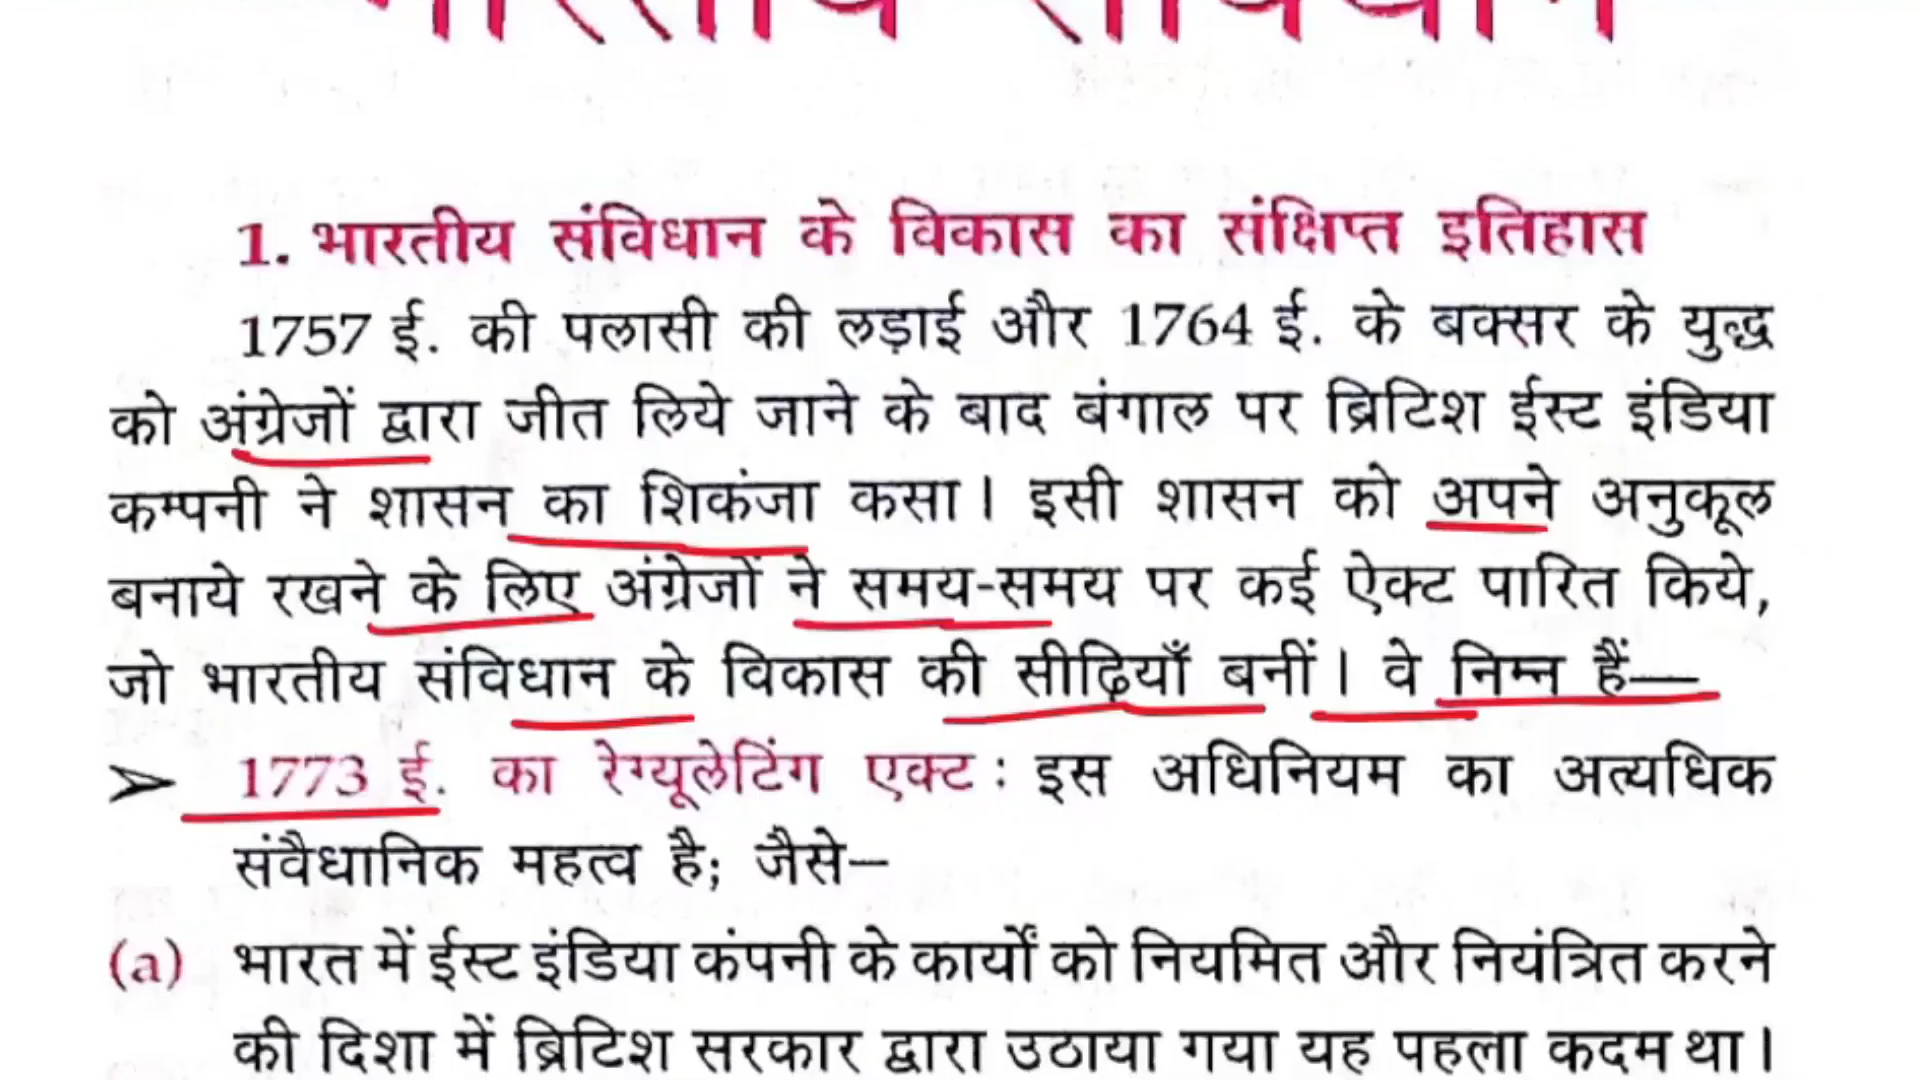 1. भारतीय संविधान के विकास का संक्षिप्त इतिहास
1757 ई. की पलासी की लड़ाई और 1764 ई. के बक्सर के युद्ध
को अंग्रेजों द्वारा जीत लिये जाने के बाद बंगाल पर ब्रिटिश ईस्ट इंडिया
कम्पनी ने शासन का शिकंजा कसा। इसी शासन को अपने अनुकूल
बनाये रखने के लिए अंग्रेजों ने समय-समय पर कई ऐक्ट पारित किये,
जो भारतीय संविधान के विकास की सीढ़ियाँ बनीं। वे निम्न हैं—
➢ 1773 ई. का रेग्यूलेटिंग एक्ट : इस अधिनियम का अत्यधिक
संवैधानिक महत्व है; जैसे—
(a) भारत में ईस्ट इंडिया कंपनी के कार्यों को नियमित और नियंत्रित करने
की दिशा में ब्रिटिश सरकार द्वारा उठाया गया यह पहला कदम था।